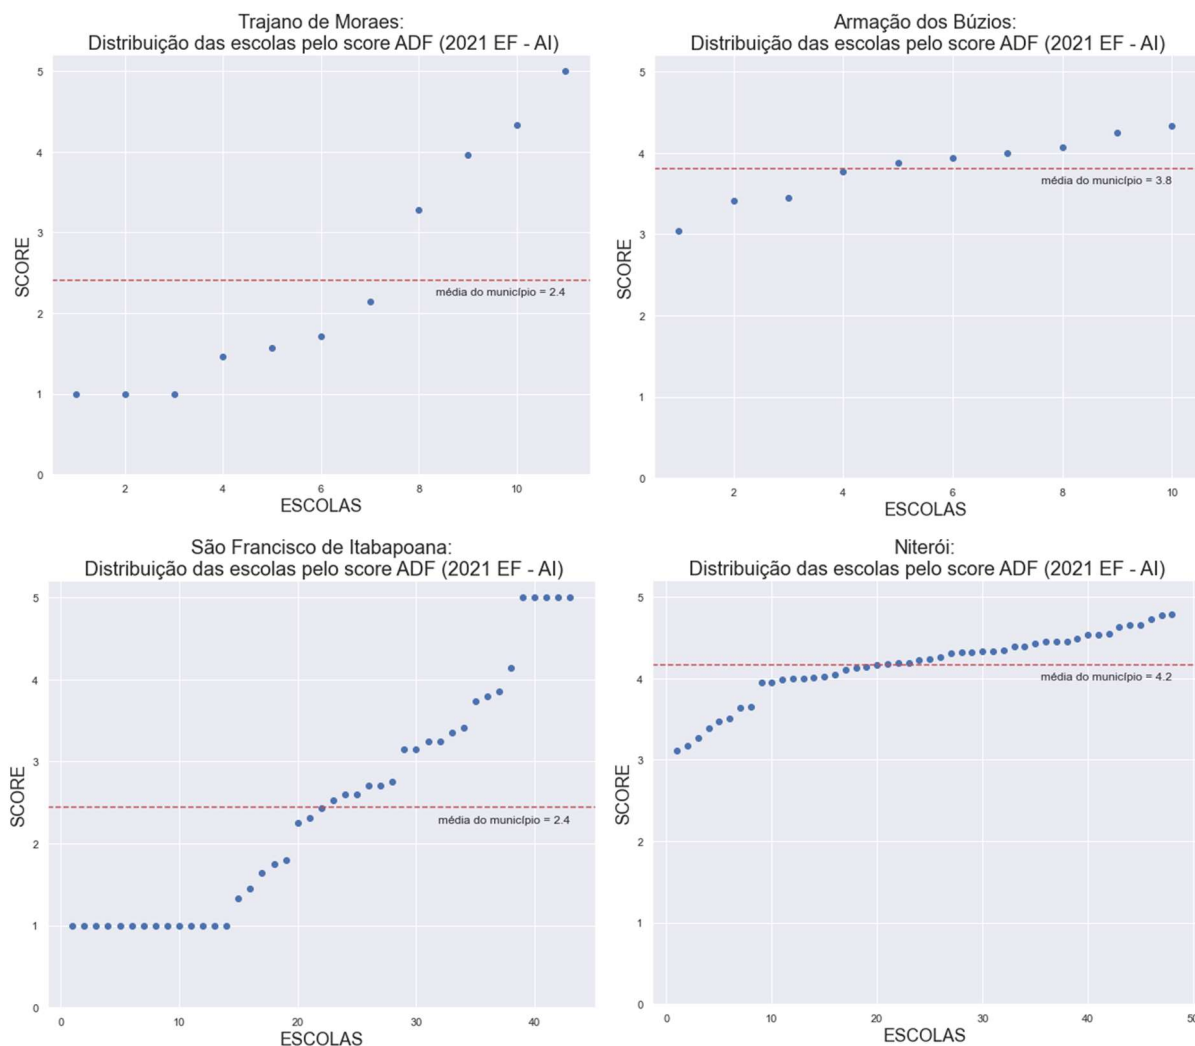 Trajano de Moraes:
Distribuição das escolas pelo score ADF (2021 EF - AI)
SCORE
5
4
3
2
1
0
média do município = 2.4
2 4 6 8 10
ESCOLAS
Armação dos Búzios:
Distribuição das escolas pelo score ADF (2021 EF - AI)
SCORE
5
4
3
2
1
0
média do município = 3.8
2 4 6 8 10
ESCOLAS
São Francisco de Itabapoana:
Distribuição das escolas pelo score ADF (2021 EF - AI)
SCORE
5
4
3
2
1
0
média do município = 2.4
0 10 20 30 40
ESCOLAS
Niterói:
Distribuição das escolas pelo score ADF (2021 EF - AI)
SCORE
5
4
3
2
1
0
média do município = 4.2
0 10 20 30 40 50
ESCOLAS